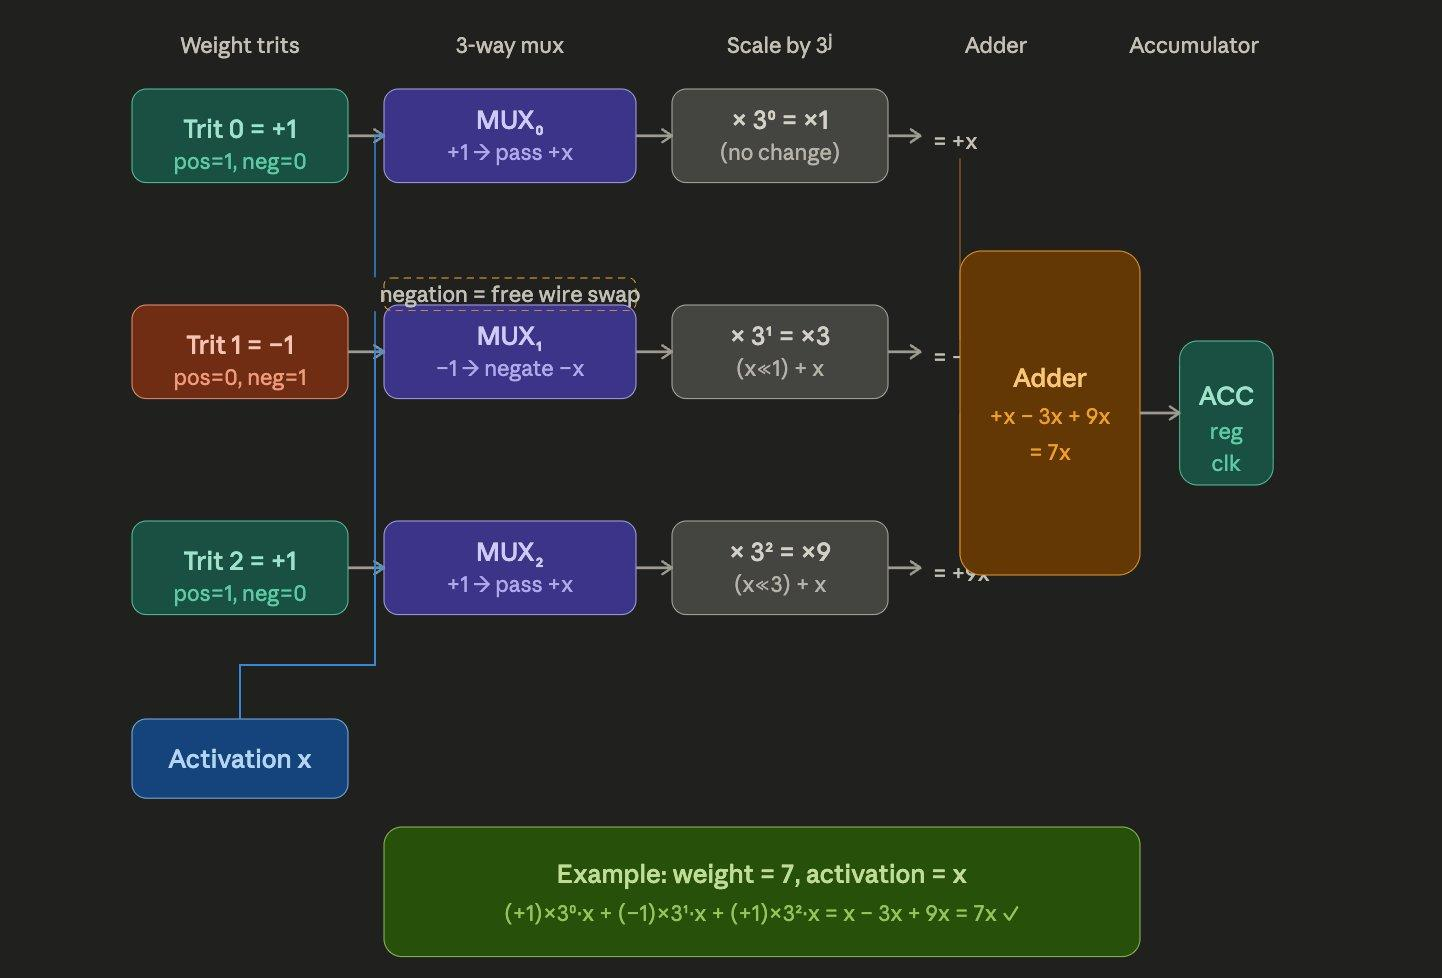 Weight trits
3-way mux
Scale by 3ʲ
Adder
Accumulator
Trit 0 = +1
pos=1, neg=0
MUX₀
+1 → pass +x
× 3⁰ = ×1
(no change)
= +x
negation = free wire swap
Trit 1 = −1
pos=0, neg=1
MUX₁
−1 → negate −x
× 3¹ = ×3
(x≪1) + x
= -
Adder
+x − 3x + 9x
= 7x
ACC
reg
clk
Trit 2 = +1
pos=1, neg=0
MUX₂
+1 → pass +x
× 3² = ×9
(x≪3) + x
= +9x
Activation x
Example: weight = 7, activation = x
(+1)×3⁰·x + (−1)×3¹·x + (+1)×3²·x = x − 3x + 9x = 7x ✓